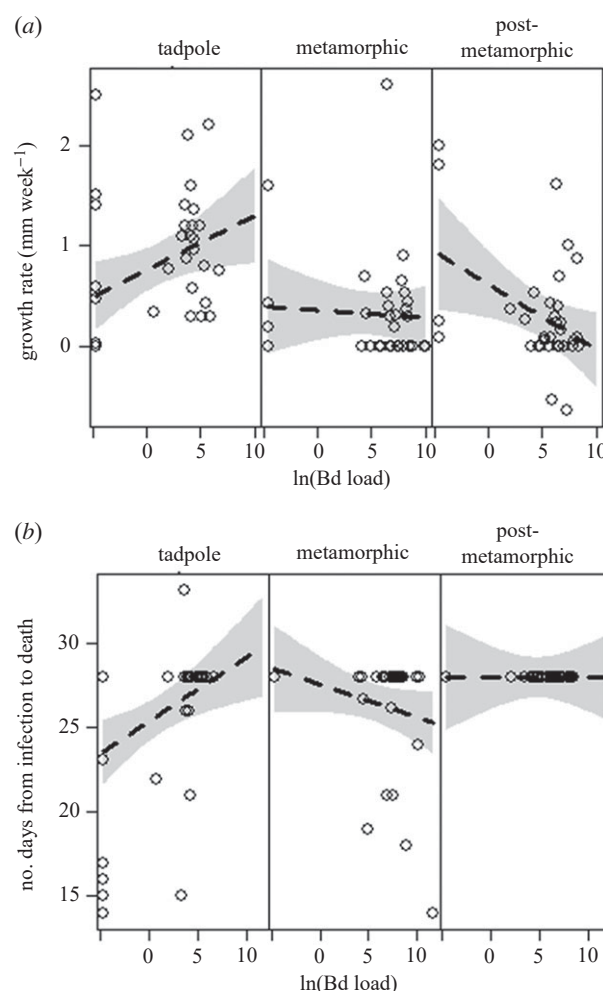 (a)
tadpole metamorphic post-
metamorphic
growth rate (mm week⁻¹)
2
1
0
0 5 10 0 5 10 0 5 10
ln(Bd load)
(b)
tadpole metamorphic post-
metamorphic
no. days from infection to death
30
25
20
15
0 5 10 0 5 10 0 5 10
ln(Bd load)